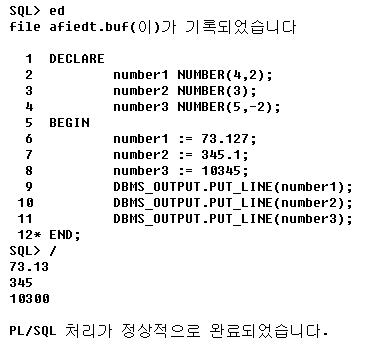 SQL> ed
file afiedt.buf(이)가 기록되었습니다
  1  DECLARE
  2          number1 NUMBER(4,2);
  3          number2 NUMBER(3);
  4          number3 NUMBER(5,-2);
  5  BEGIN
  6          number1 := 73.127;
  7          number2 := 345.1;
  8          number3 := 10345;
  9          DBMS_OUTPUT.PUT_LINE(number1);
 10          DBMS_OUTPUT.PUT_LINE(number2);
 11          DBMS_OUTPUT.PUT_LINE(number3);
 12* END;
SQL> /
73.13
345
10300
PL/SQL 처리가 정상적으로 완료되었습니다.